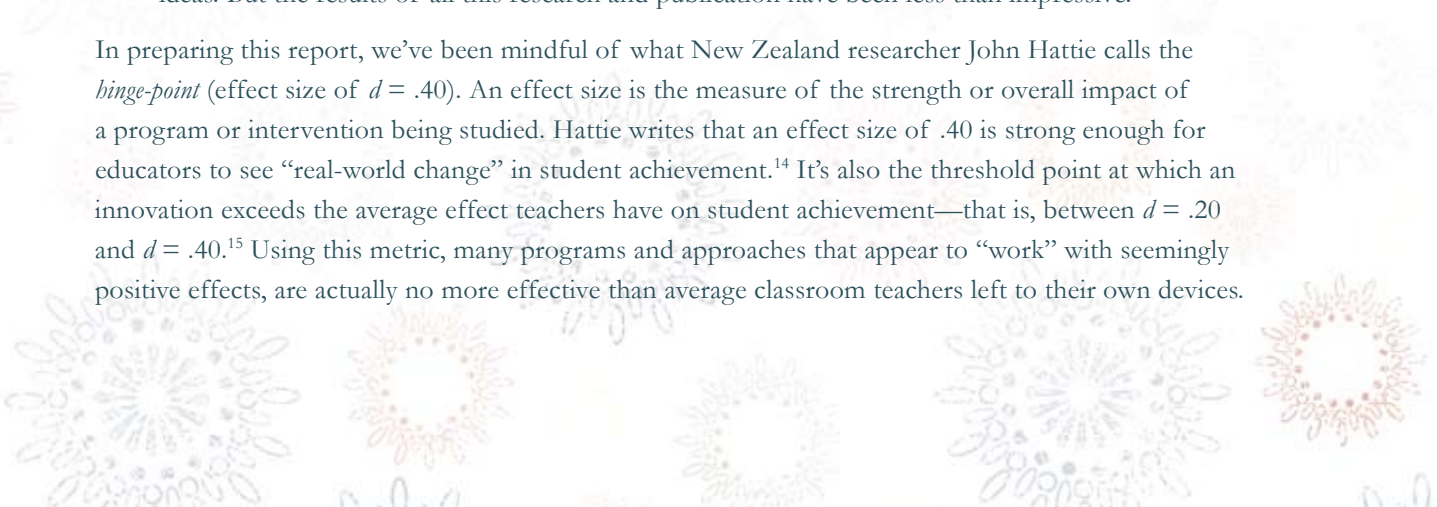 ideas. But the results of all this research and publication have been less than impressive.
In preparing this report, we’ve been mindful of what New Zealand researcher John Hattie calls the
hinge-point (effect size of d = .40). An effect size is the measure of the strength or overall impact of
a program or intervention being studied. Hattie writes that an effect size of .40 is strong enough for
educators to see “real-world change” in student achievement.14 It’s also the threshold point at which an
innovation exceeds the average effect teachers have on student achievement—that is, between d = .20
and d = .40.15 Using this metric, many programs and approaches that appear to “work” with seemingly
positive effects, are actually no more effective than average classroom teachers left to their own devices.